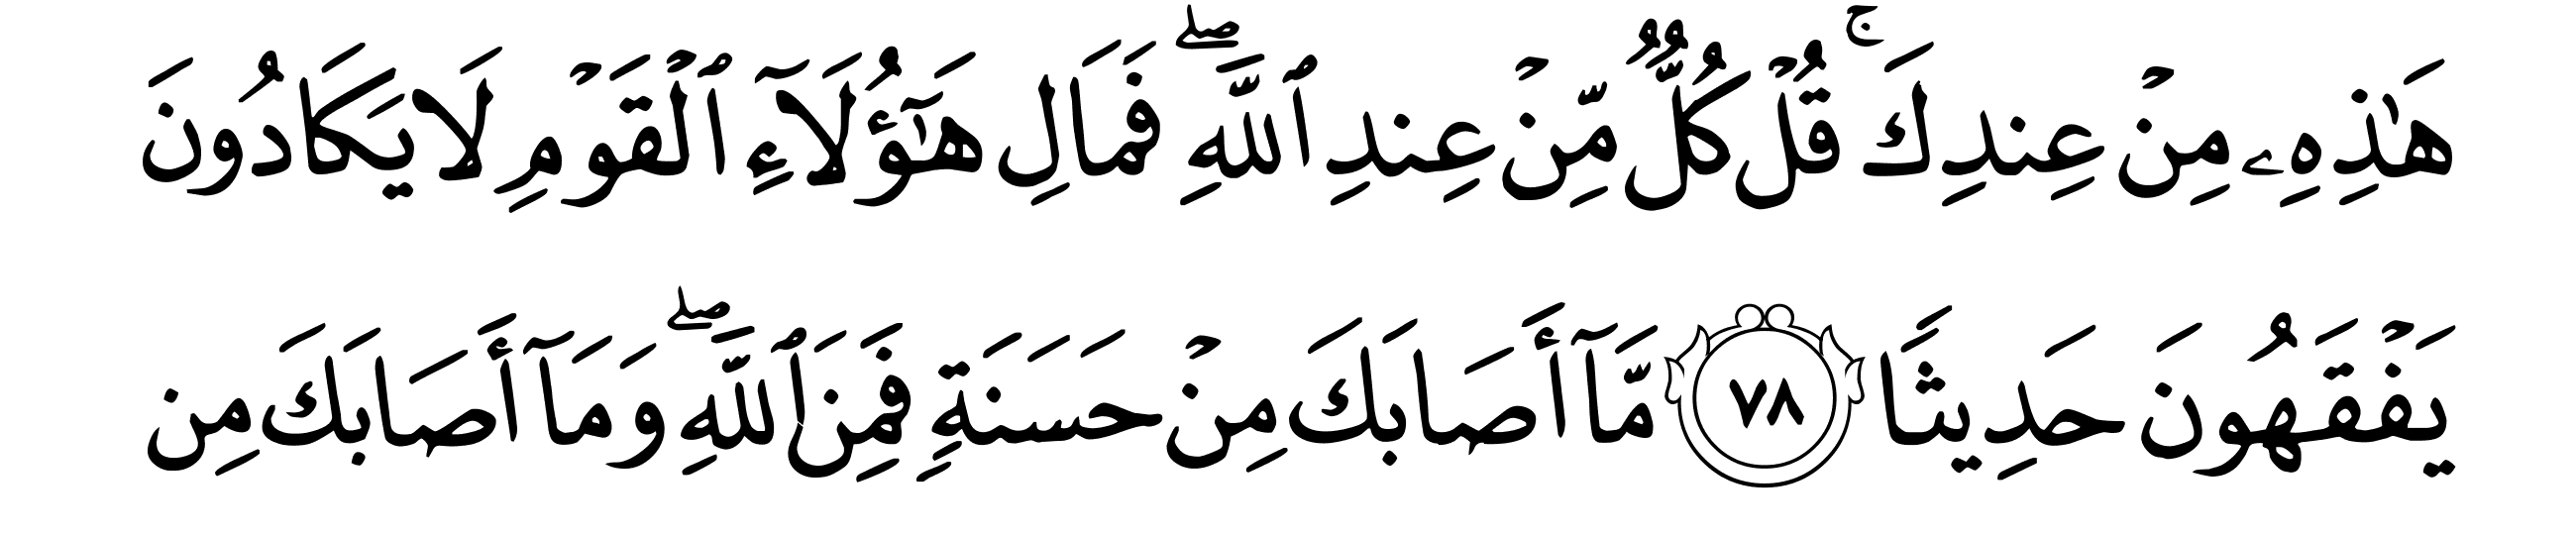 هَٰذِهِۦ مِنۡ عِندِكَۚ قُلۡ كُلّٞ مِّنۡ عِندِ ٱللَّهِۖ فَمَالِ هَٰٓؤُلَآءِ ٱلۡقَوۡمِ لَا يَكَادُونَ
يَفۡقَهُونَ حَدِيثٗا ٧٨ مَّآ أَصَابَكَ مِنۡ حَسَنَةٖ فَمِنَ ٱللَّهِۖ وَمَآ أَصَابَكَ مِن